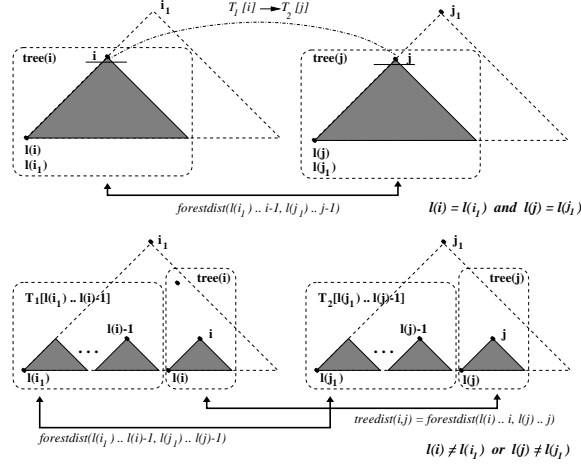 i₁
T₁ [i] → T₂ [j]
j₁
tree(i)
i
tree(j)
j
l(i)
l(i₁)
l(j)
l(j₁)
forestdist(l(i₁) .. i-1, l(j₁) .. j-1)
l(i) = l(i₁) and l(j) = l(j₁)
i₁
j₁
tree(i)
tree(j)
T₁[l(i₁) .. l(i)-1]
T₂[l(j₁) .. l(j)-1]
l(i)-1
i
l(j)-1
j
...
...
l(i₁)
l(i)
l(j₁)
l(j)
treedist(i,j) = forestdist(l(i) .. i, l(j) .. j)
forestdist(l(i₁) .. l(i)-1, l(j₁) .. l(j)-1)
l(i) ≠ l(i₁) or l(j) ≠ l(j₁)